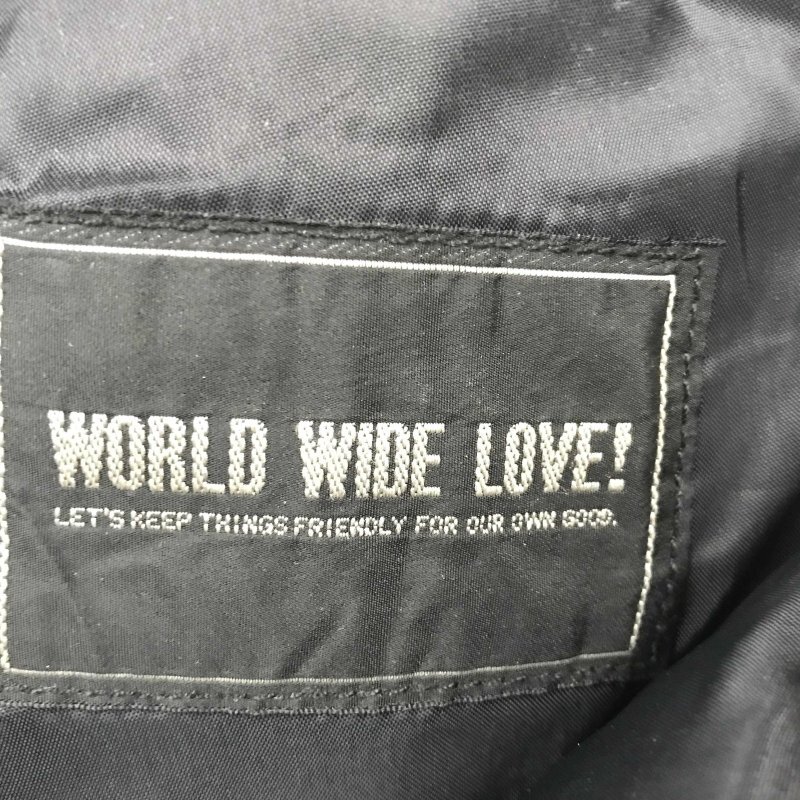 WORLD WIDE LOVE!
LET'S KEEP THINGS FRIENDLY FOR OUR OWN GOOD.